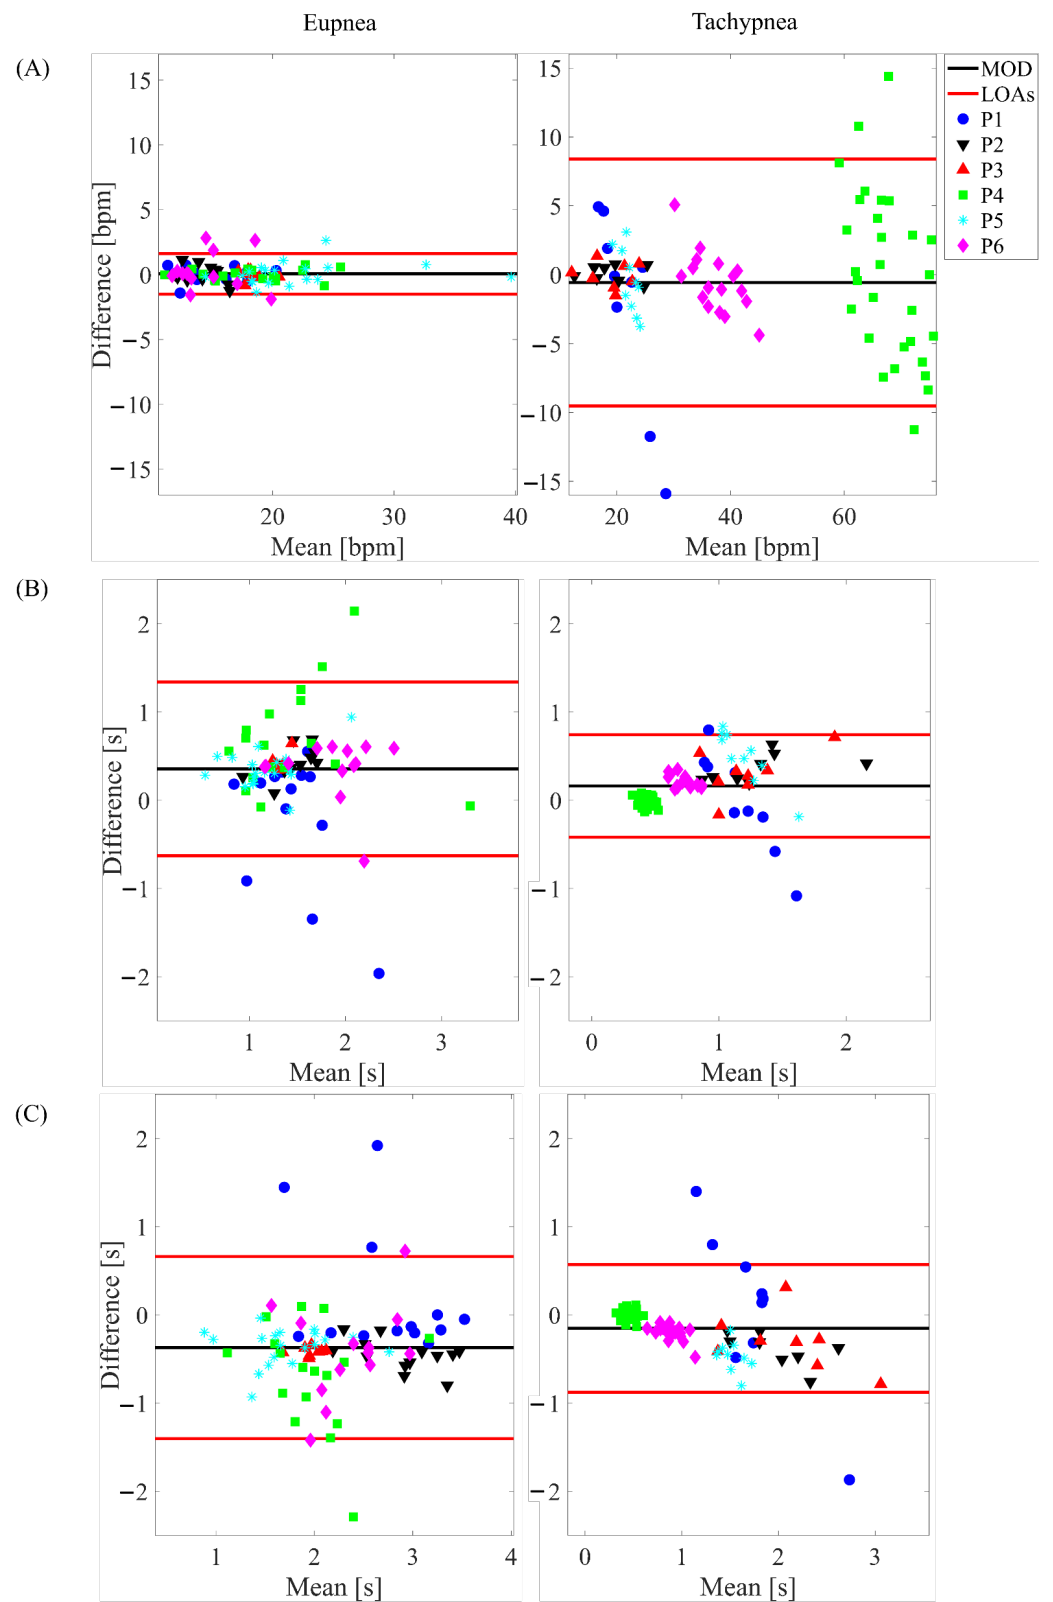 Eupnea
Tachypnea
(A)
15
10
5
0
−5
−10
−15
Difference [bpm]
20
30
40
Mean [bpm]
15
10
5
0
−5
−10
−15
20
40
60
Mean [bpm]
MOD
LOAs
P1
P2
P3
P4
P5
P6
(B)
2
1
0
−1
−2
Difference [s]
1
2
3
Mean [s]
2
1
0
−1
−2
0
1
2
Mean [s]
(C)
2
1
0
−1
−2
Difference [s]
1
2
3
4
Mean [s]
2
1
0
−1
−2
0
1
2
3
Mean [s]